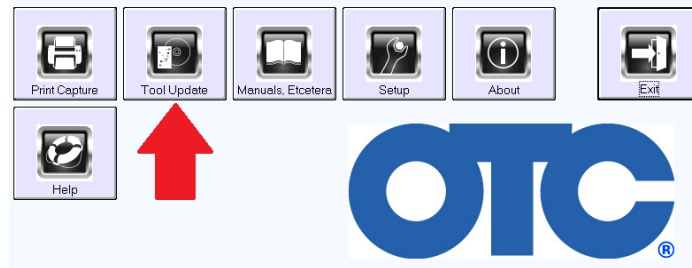 Print Capture
Tool Update
Manuals, Etcetera
Setup
About
Exit
Help
OTC
®